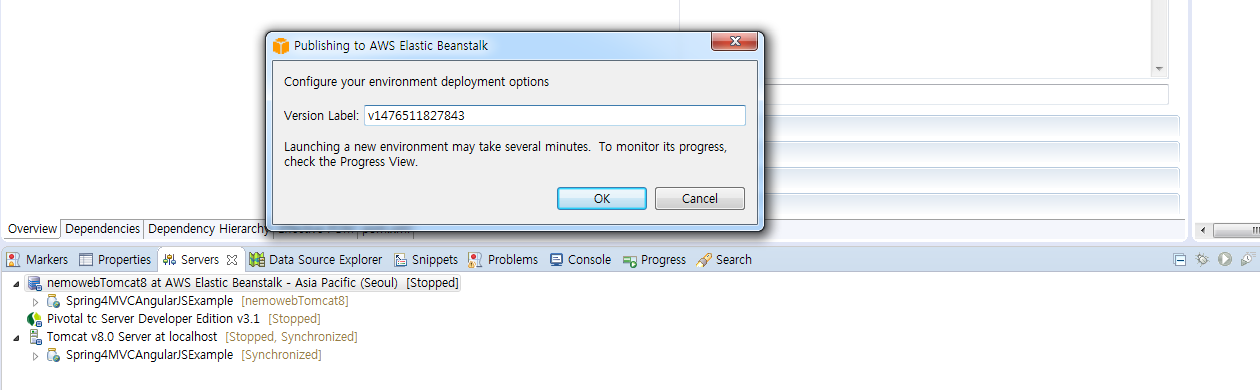 Publishing to AWS Elastic Beanstalk
Configure your environment deployment options
Version Label: v1476511827843
Launching a new environment may take several minutes. To monitor its progress,
check the Progress View.
OK Cancel
Overview Dependencies Dependency Hierarchy
Markers Properties Servers Data Source Explorer Snippets Problems Console Progress Search
nemowebTomcat8 at AWS Elastic Beanstalk - Asia Pacific (Seoul) [Stopped]
Spring4MVCAngularJSExample [nemowebTomcat8]
Pivotal tc Server Developer Edition v3.1 [Stopped]
Tomcat v8.0 Server at localhost [Stopped, Synchronized]
Spring4MVCAngularJSExample [Synchronized]